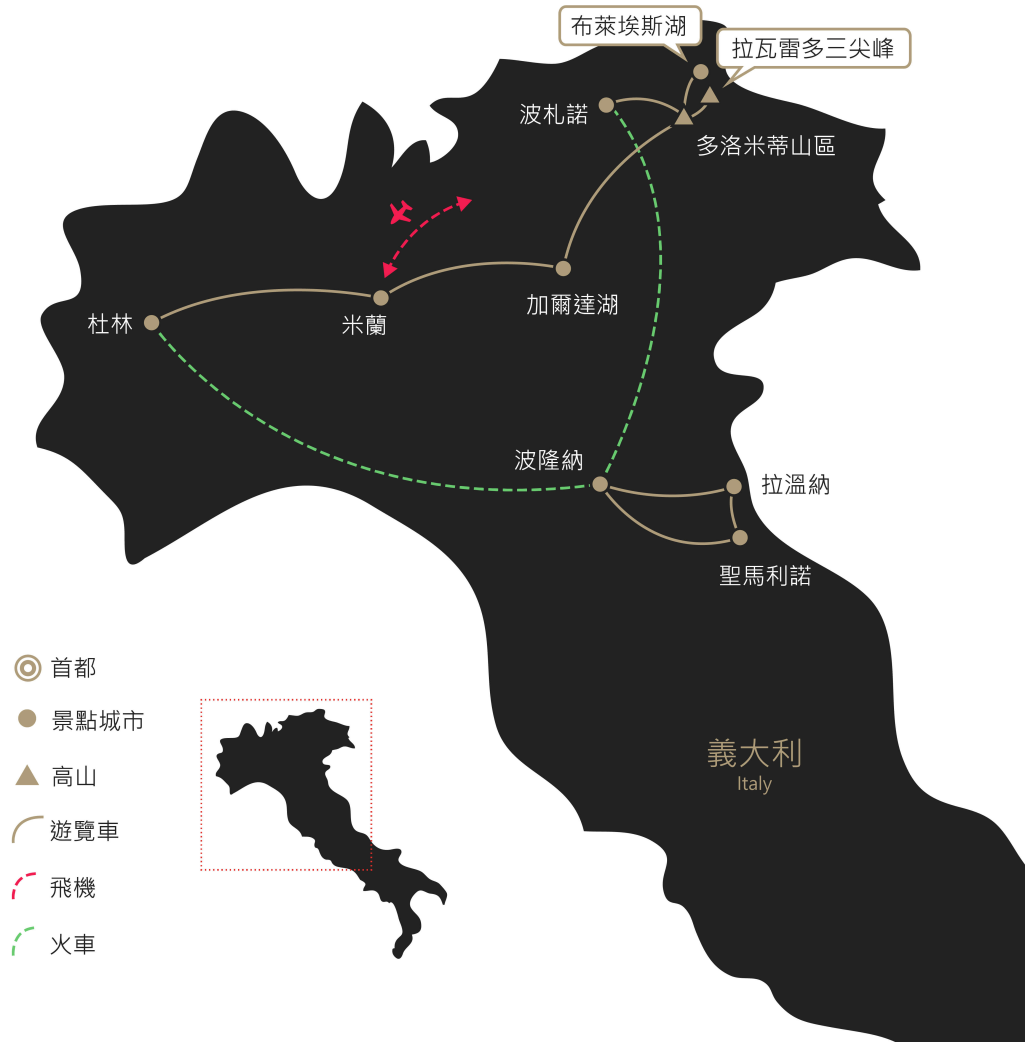 布萊埃斯湖
拉瓦雷多三尖峰
波札諾
多洛米蒂山區
加爾達湖
杜林
米蘭
波隆納
拉溫納
聖馬利諾
首都
景點城市
高山
遊覽車
飛機
火車
義大利
Italy